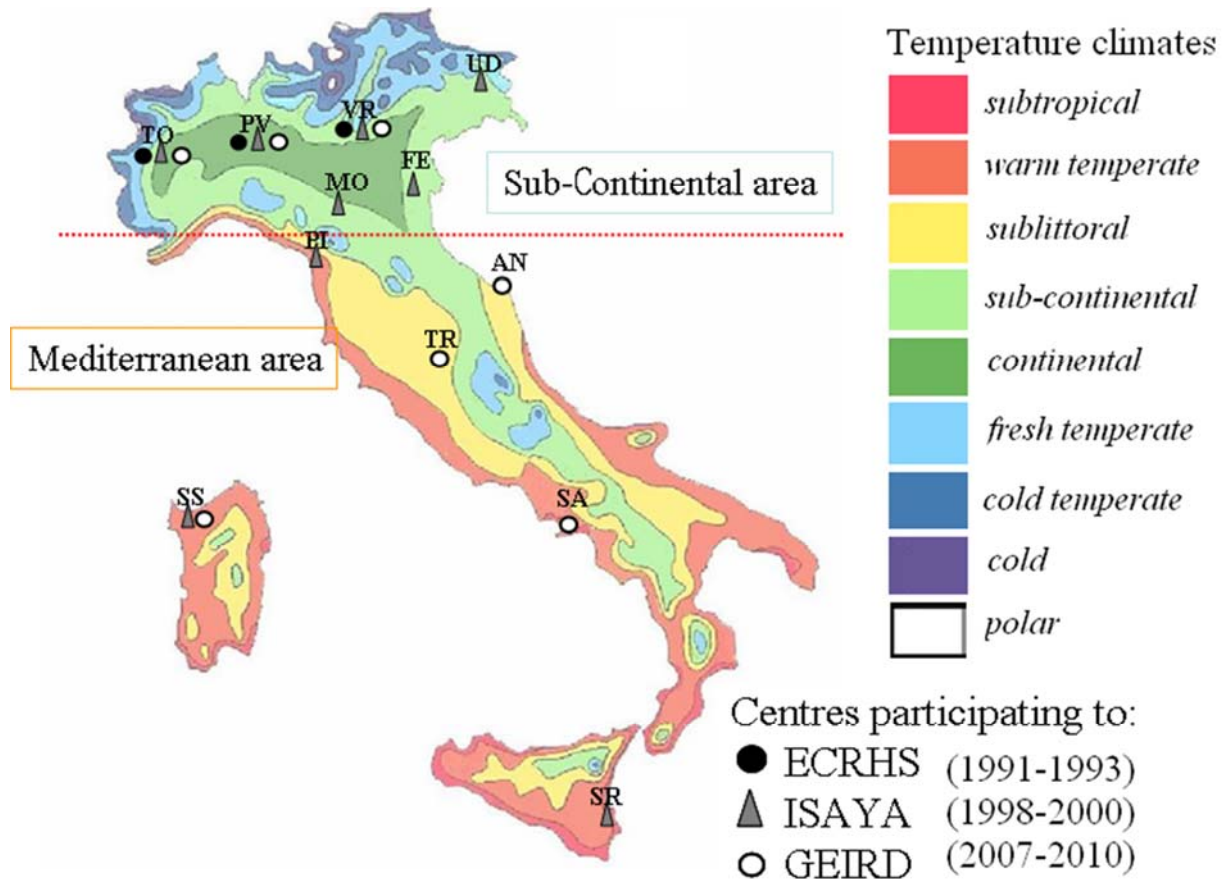 Temperature climates
subtropical
warm temperate
sublittoral
sub-continental
continental
fresh temperate
cold temperate
cold
polar
UD
VR
PV
TO
FE
MO
Sub-Continental area
PI
AN
Mediterranean area
TR
SS
SA
SR
Centres participating to:
ECRHS (1991-1993)
ISAYA (1998-2000)
GEIRD (2007-2010)